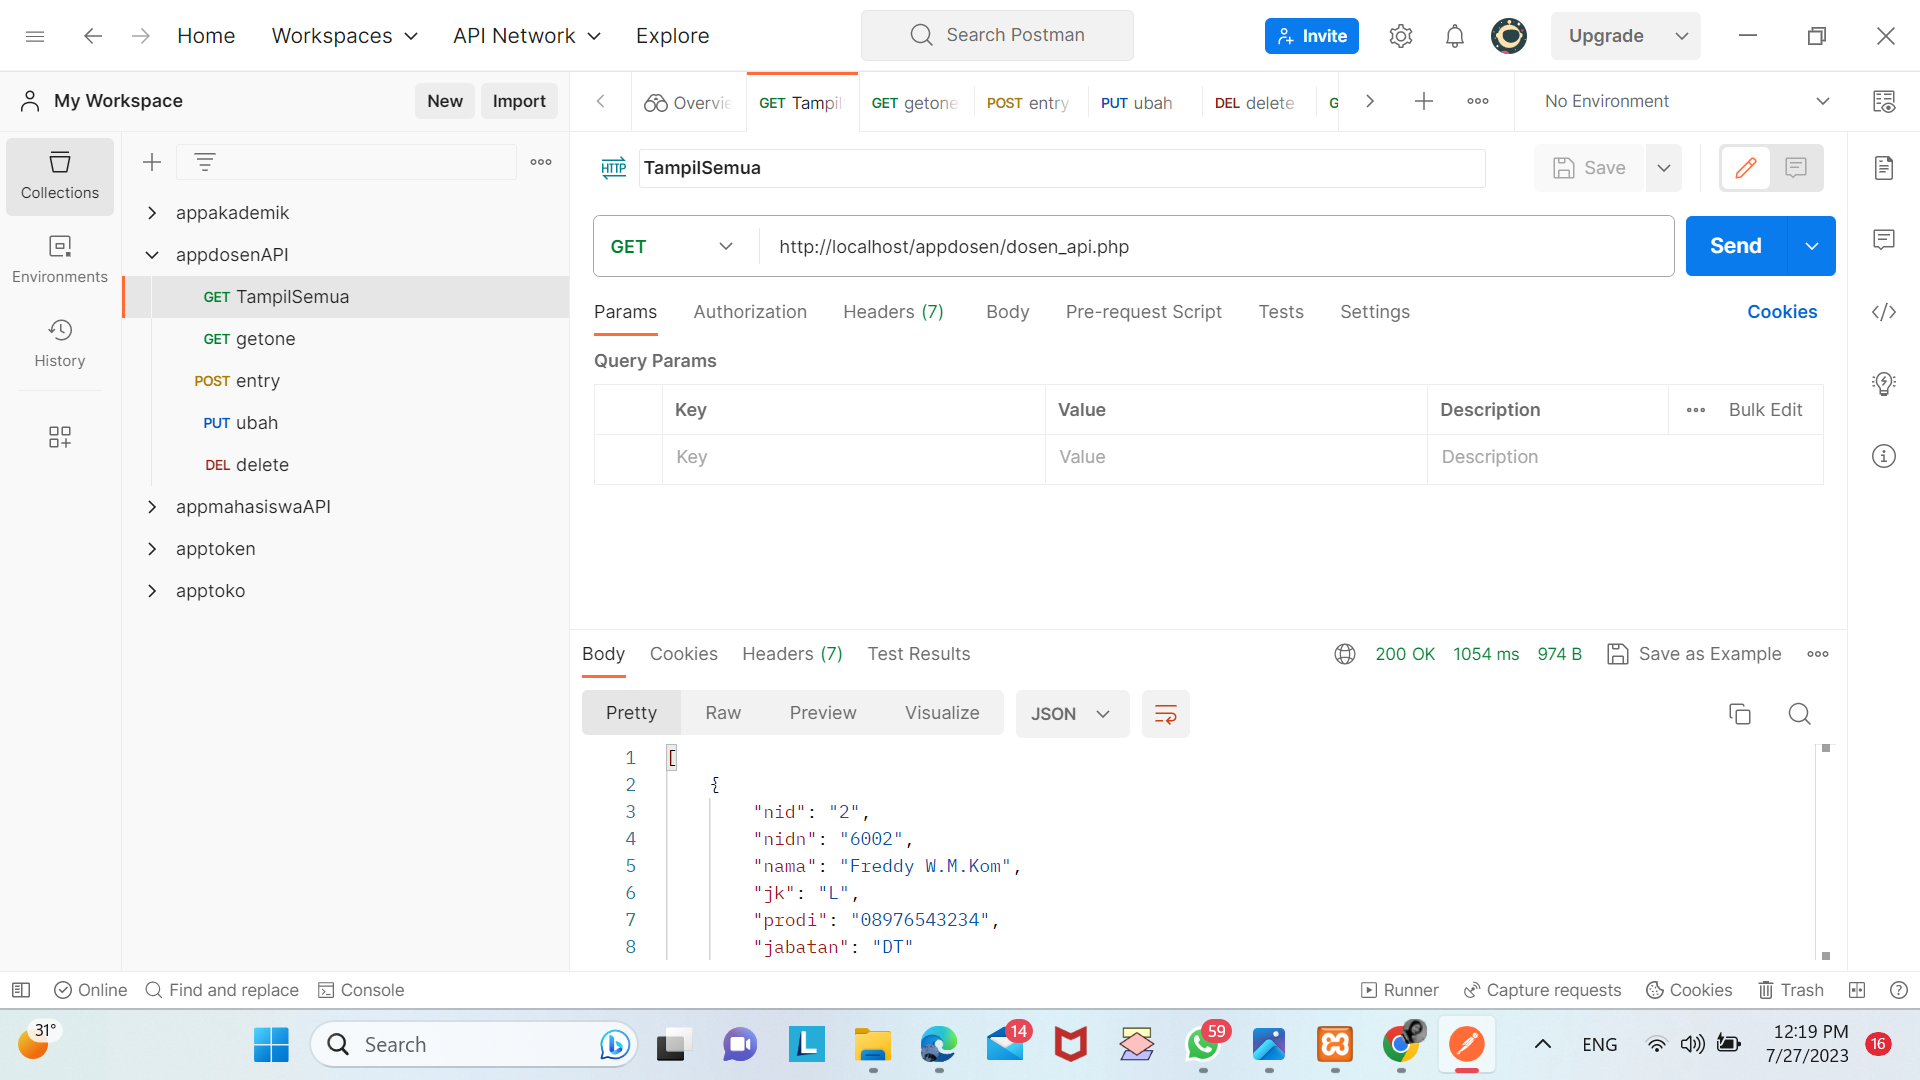 Home
Workspaces
API Network
Explore
Search Postman
Invite
Upgrade
My Workspace
New
Import
Overvie
GET Tampil
GET getone
POST entry
PUT ubah
DEL delete
G
No Environment
Collections
Environments
History
appakademik
appdosenAPI
GET TampilSemua
GET getone
POST entry
PUT ubah
DEL delete
appmahasiswaAPI
apptoken
apptoko
HTTP TampilSemua
Save
GET
http://localhost/appdosen/dosen_api.php
Send
Params
Authorization
Headers (7)
Body
Pre-request Script
Tests
Settings
Cookies
Query Params
Key
Value
Description
Bulk Edit
Key
Value
Description
Body
Cookies
Headers (7)
Test Results
200 OK
1054 ms
974 B
Save as Example
Pretty
Raw
Preview
Visualize
JSON
1 [
2 {
3 "nid": "2",
4 "nidn": "6002",
5 "nama": "Freddy W.M.Kom",
6 "jk": "L",
7 "prodi": "08976543234",
8 "jabatan": "DT"
Online
Find and replace
Console
Runner
Capture requests
Cookies
Trash
31°
Search
L
14
59
ENG
12:19 PM
7/27/2023
16